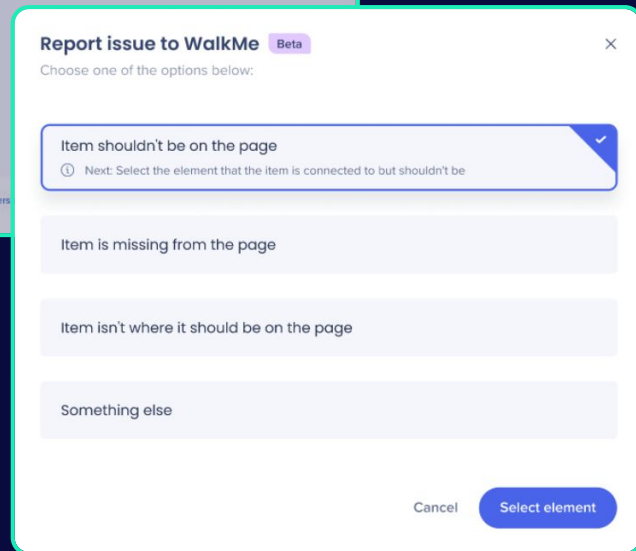 Report issue to WalkMe Beta
Choose one of the options below:
Item shouldn't be on the page
Next: Select the element that the item is connected to but shouldn't be
Item is missing from the page
Item isn't where it should be on the page
Something else
Cancel Select element